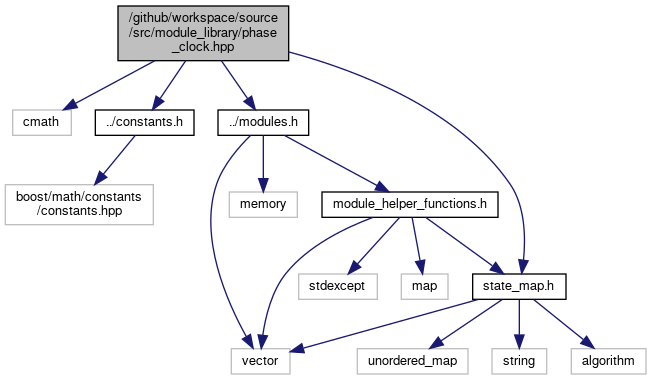 /github/workspace/source
/src/module_library/phase
_clock.hpp
cmath
../constants.h
../modules.h
boost/math/constants
/constants.hpp
memory
module_helper_functions.h
stdexcept
map
state_map.h
vector
unordered_map
string
algorithm